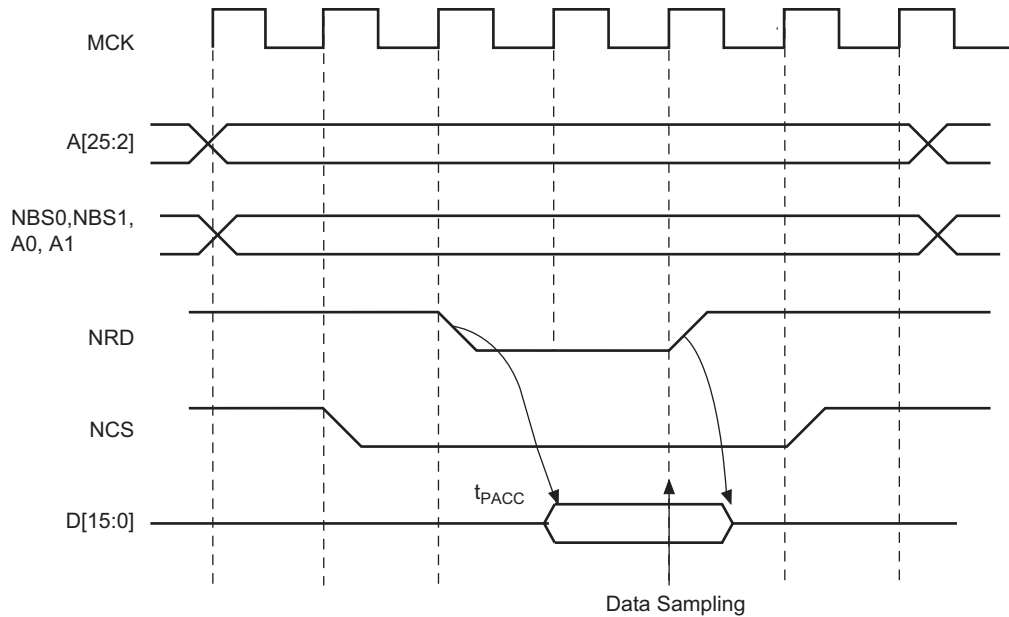 MCK
A[25:2]
NBS0,NBS1,
A0, A1
NRD
NCS
tPACC
D[15:0]
Data Sampling